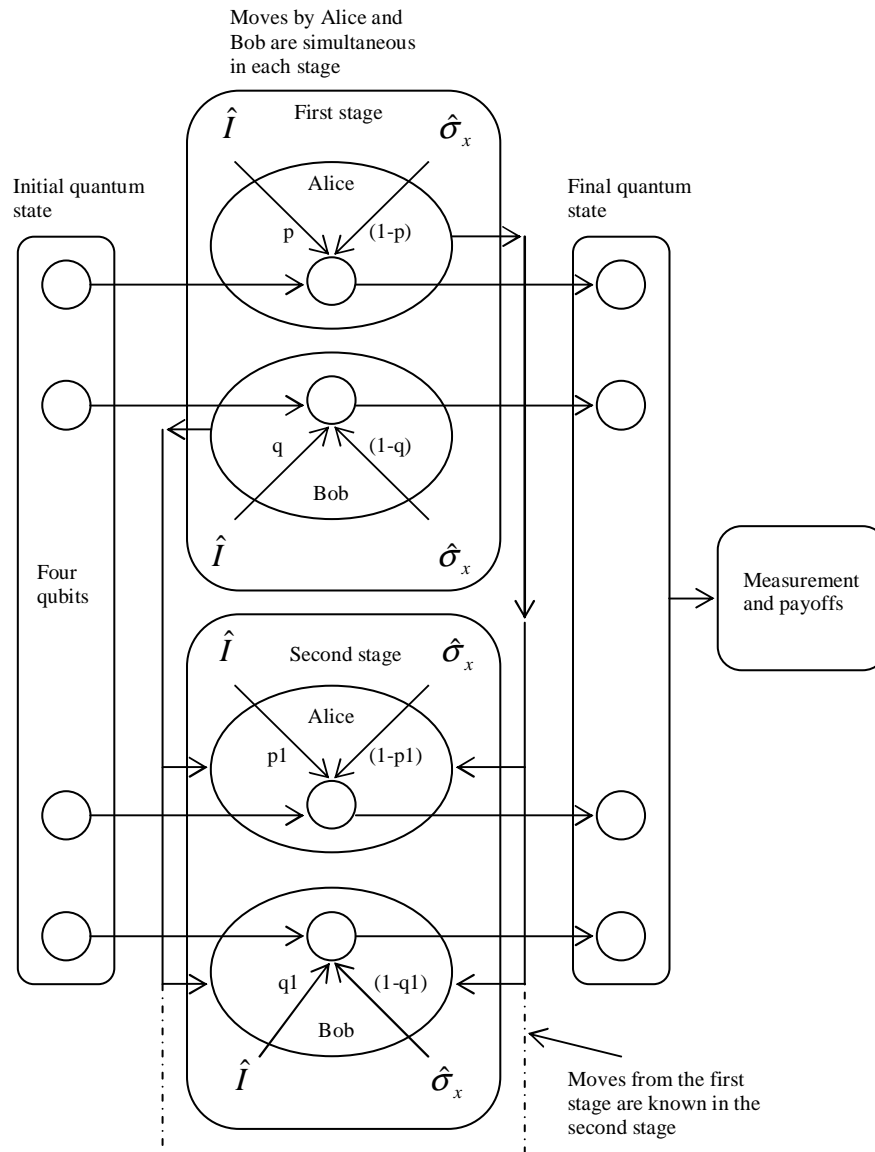 Moves by Alice and
Bob are simultaneous
in each stage
First stage
Î
σ̂ₓ
Alice
p
(1-p)
Initial quantum
state
Final quantum
state
q
(1-q)
Bob
Î
σ̂ₓ
Four
qubits
Measurement
and payoffs
Î
Second stage
σ̂ₓ
Alice
p1
(1-p1)
q1
(1-q1)
Bob
Î
σ̂ₓ
Moves from the first
stage are known in the
second stage